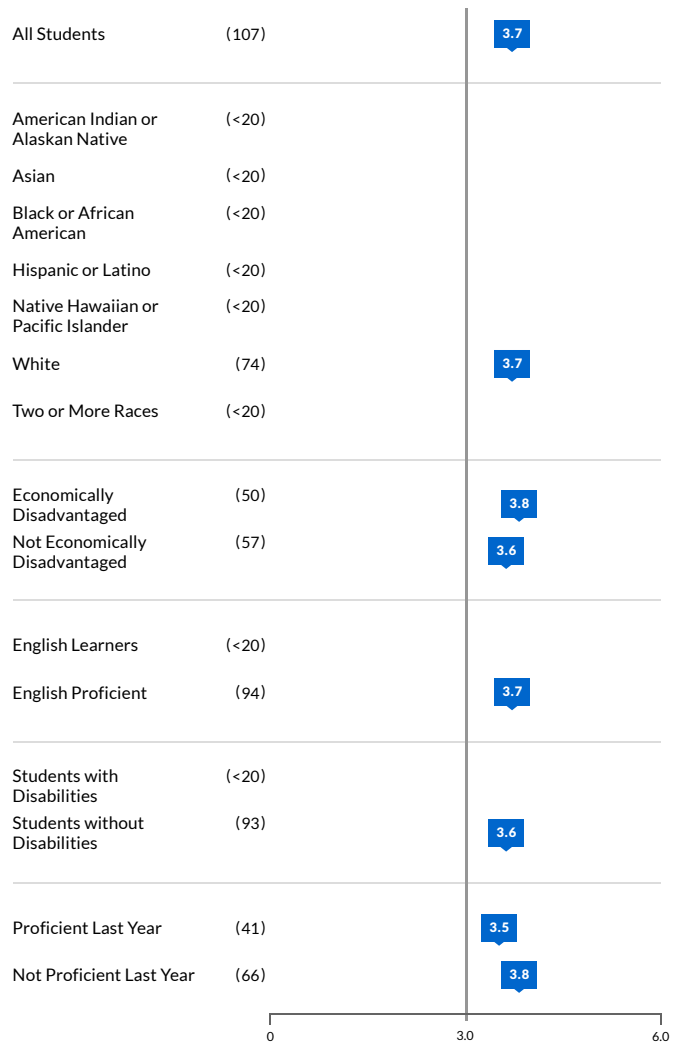 All Students (107) 3.7
American Indian or (<20)
Alaskan Native
Asian (<20)
Black or African (<20)
American
Hispanic or Latino (<20)
Native Hawaiian or (<20)
Pacific Islander
White (74) 3.7
Two or More Races (<20)
Economically (50) 3.8
Disadvantaged
Not Economically (57) 3.6
Disadvantaged
English Learners (<20)
English Proficient (94) 3.7
Students with (<20)
Disabilities
Students without (93) 3.6
Disabilities
Proficient Last Year (41) 3.5
Not Proficient Last Year (66) 3.8
0 3.0 6.0